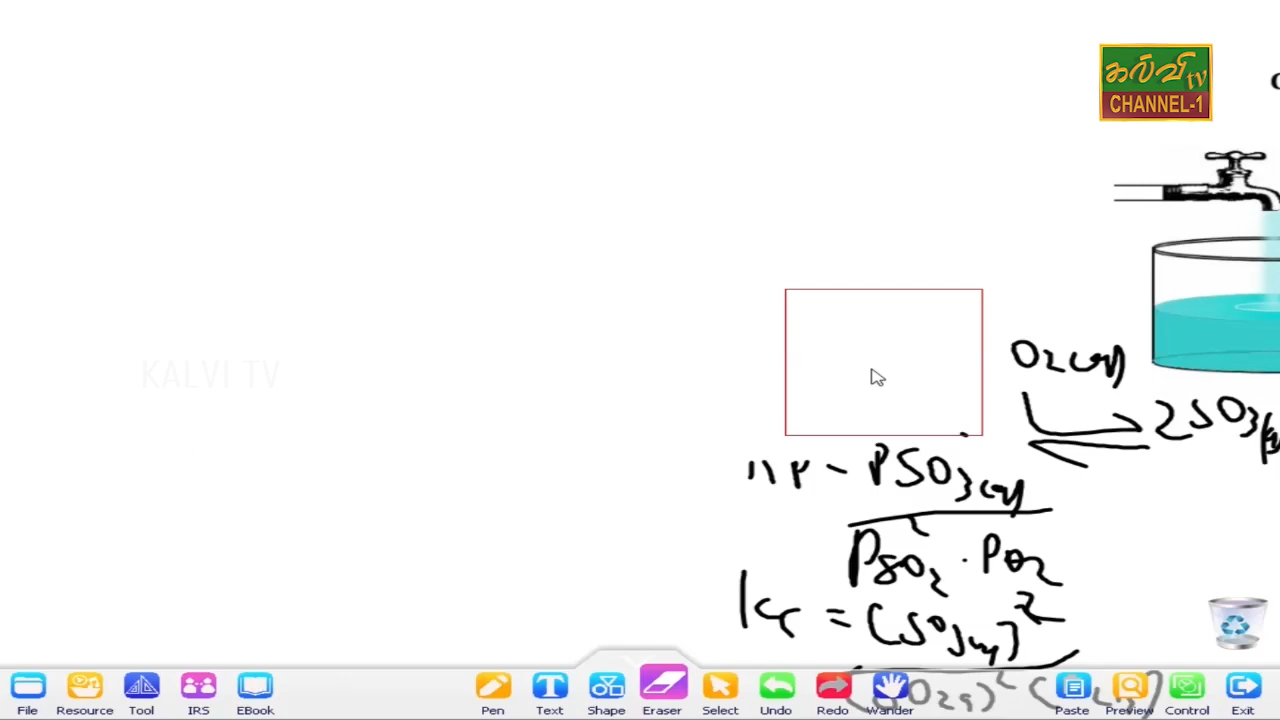 கல்வி tv
CHANNEL-1
KALVI TV
O2(g)
2SO3
PSO3(g)
PSO2 . PO2
Kc = (SO3(g))2
File Resource Tool IRS EBook Pen Text Shape Eraser Select Undo Redo Wander Paste Preview Control Exit